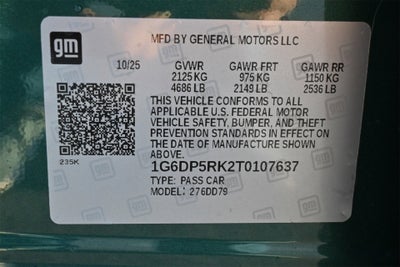 gm
MFD BY GENERAL MOTORS LLC
10/25 GVWR GAWR FRT GAWR RR
2125 KG 975 KG 1150 KG
4686 LB 2149 LB 2536 LB
THIS VEHICLE CONFORMS TO ALL
APPLICABLE U.S. FEDERAL MOTOR
VEHICLE SAFETY, BUMPER, AND THEFT
PREVENTION STANDARDS IN EFFECT ON
THE DATE OF MANUFACTURE SHOWN
ABOVE.
235K
1G6DP5RK2T0107637
TYPE: PASS CAR
MODEL: 276DD79